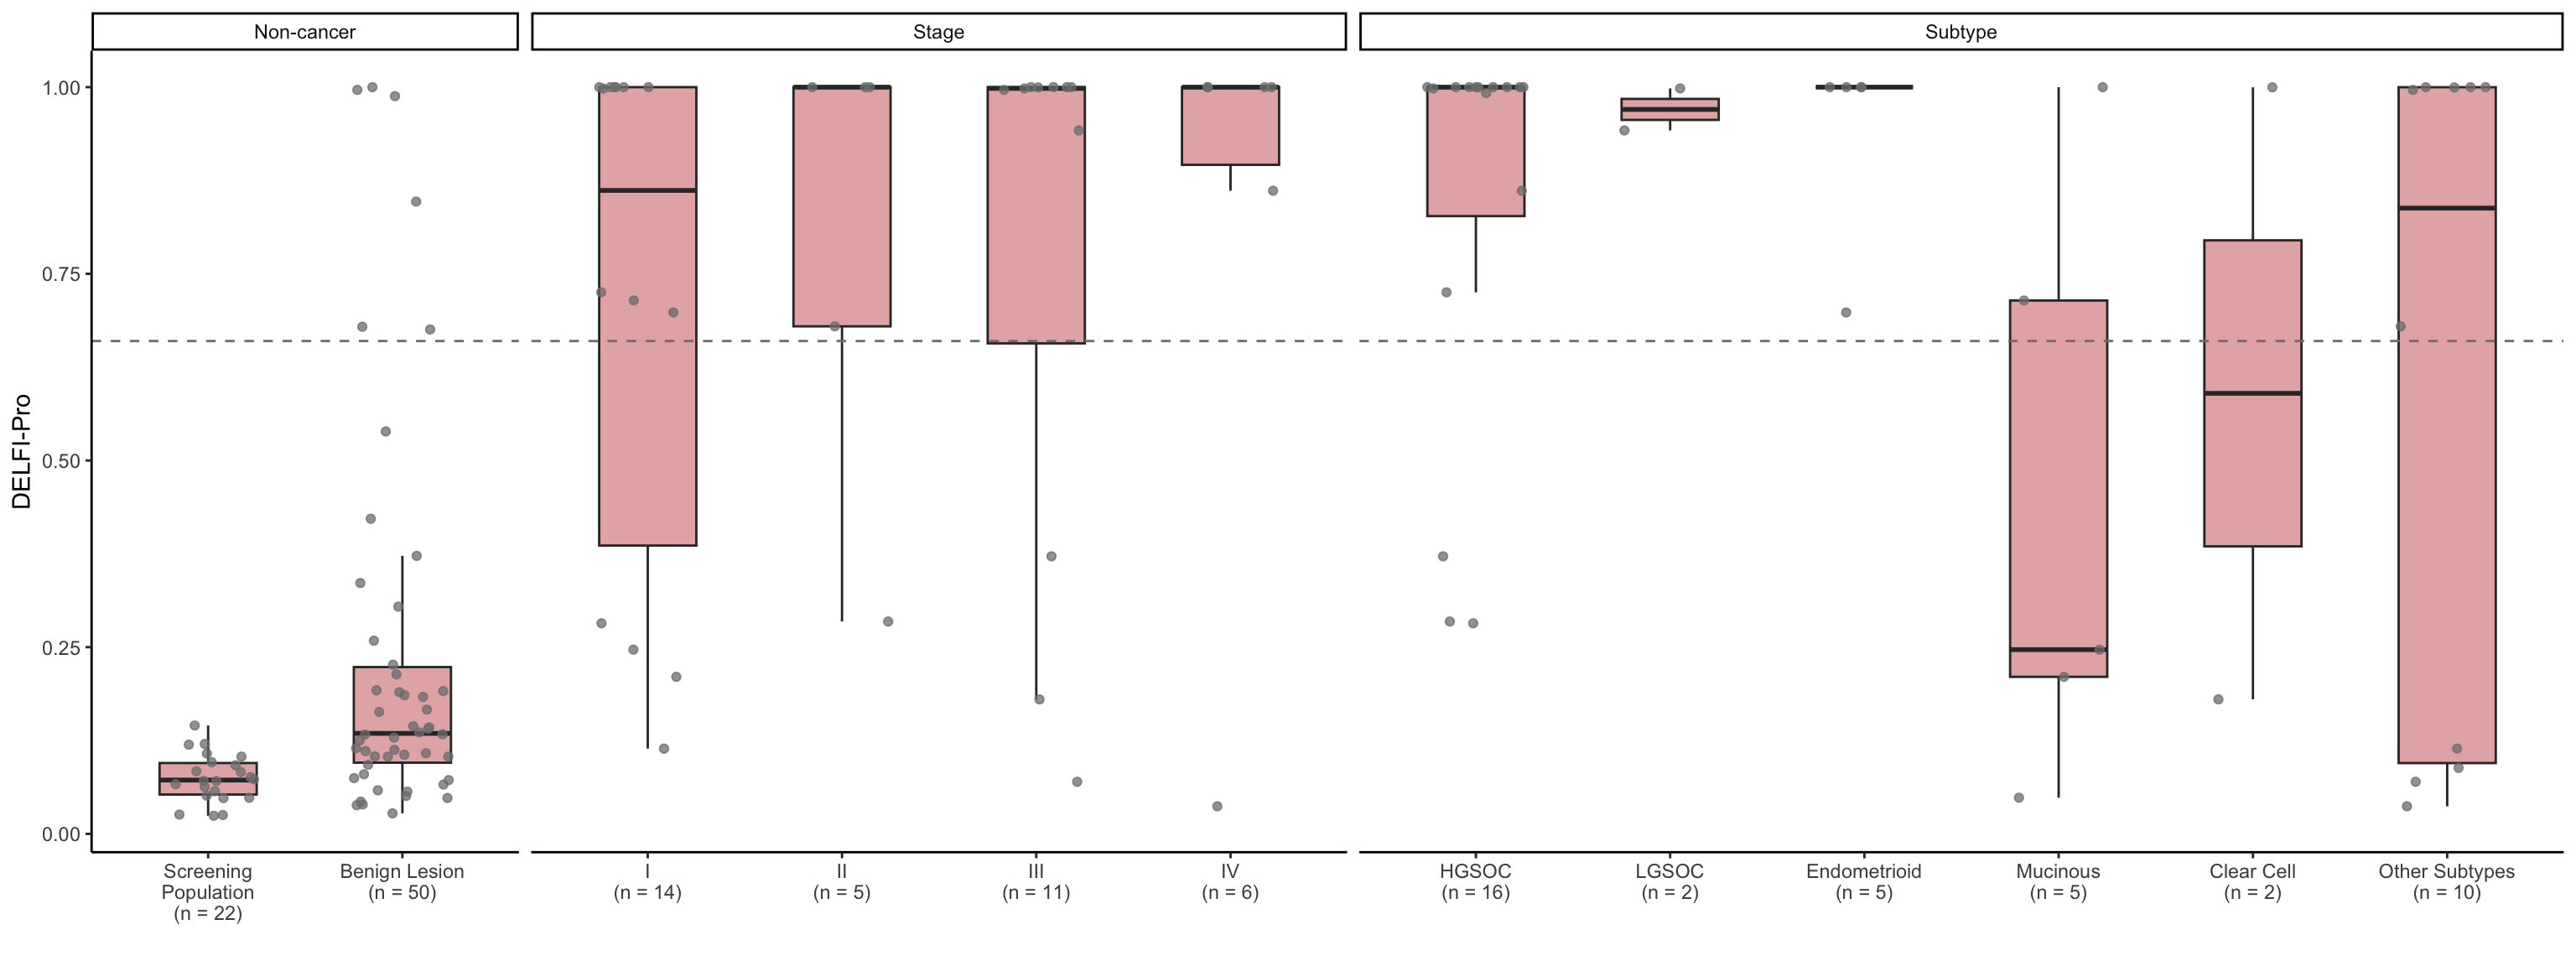 Non-cancer
Stage
Subtype
DELFI-Pro
1.00
0.75
0.50
0.25
0.00
Screening
Population
(n = 22)
Benign Lesion
(n = 50)
I
(n = 14)
II
(n = 5)
III
(n = 11)
IV
(n = 6)
HGSOC
(n = 16)
LGSOC
(n = 2)
Endometrioid
(n = 5)
Mucinous
(n = 5)
Clear Cell
(n = 2)
Other Subtypes
(n = 10)